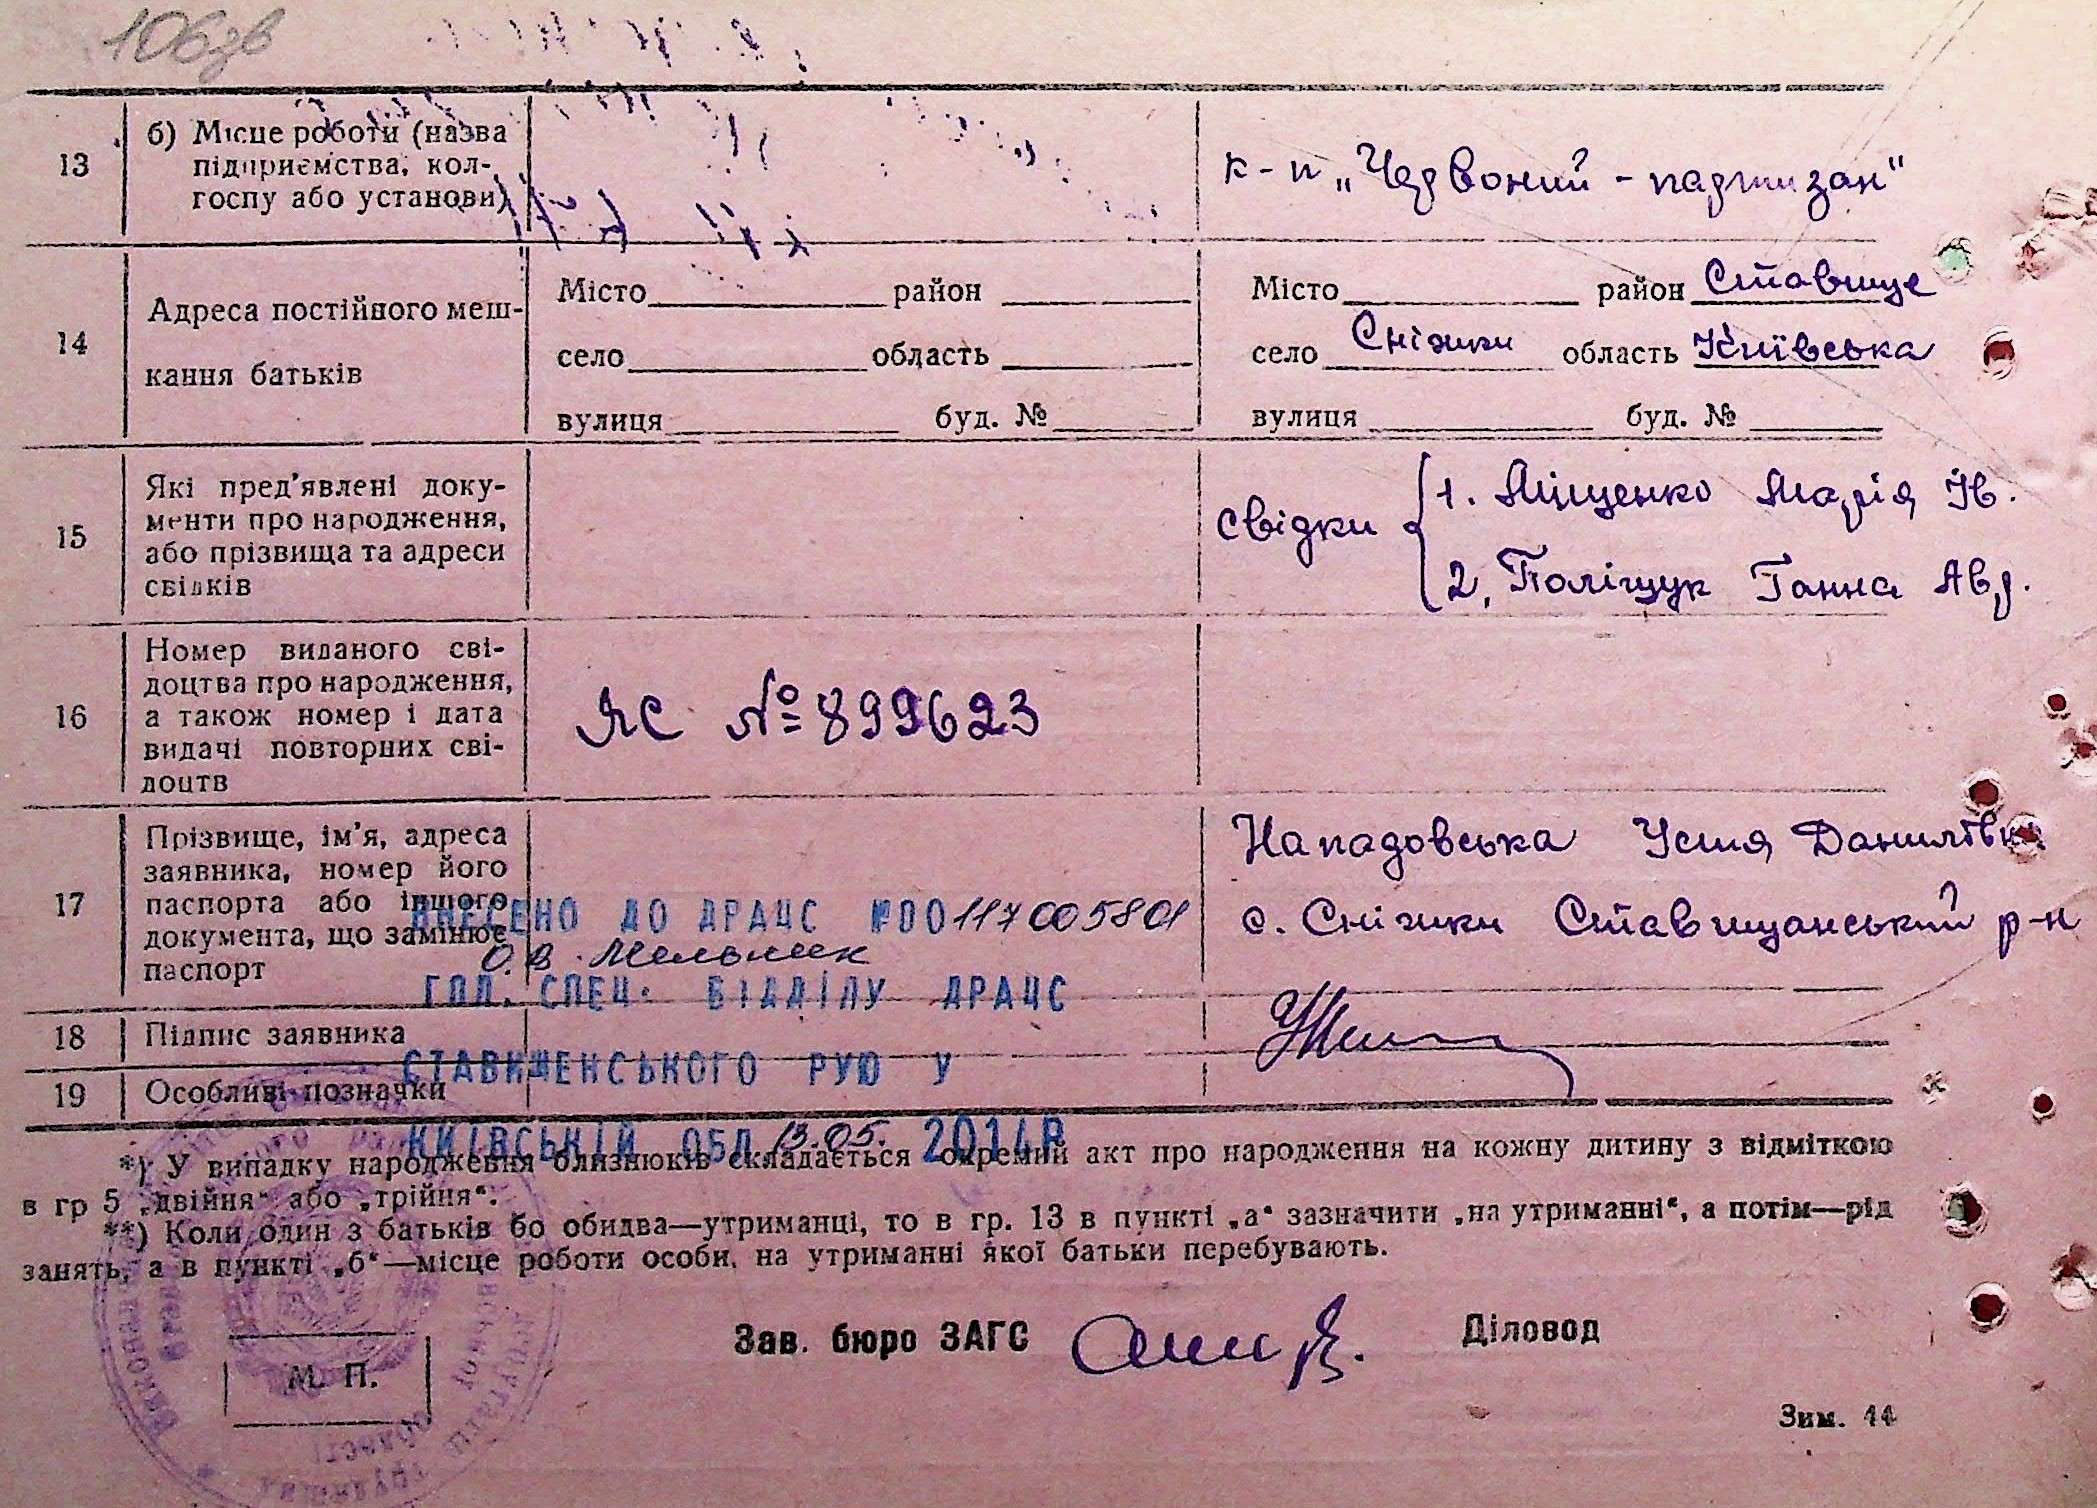 106зв
13 б) Місце роботи (назва
підприємства, кол-
госпу або установи)
к-п „Червоний - партизан"
14 Адреса постійного меш-
кання батьків
Місто район
село область
вулиця буд. №
Місто район Ставище
село Сніжки область Київська
вулиця буд. №
15 Які пред'явлені доку-
менти про народження,
або прізвища та адреси
свідків
свідки 1. Міщенко Марія
2, Поліщук Ганна Авр.
16 Номер виданого сві-
доцтва про народження,
а також номер і дата
видачі повторних сві-
доцтв
ЯС № 899623
17 Прізвище, ім'я, адреса
заявника, номер його
паспорта або іншого
документа, що замінює
паспорт
Нападовська Устя Данилівна
с. Сніжки Ставищанський р-н
ВНЕСЕНО ДО ДРАЦС №00117005801
О.В. Мельник
ГОЛ. СПЕЦ. ВІДДІЛУ ДРАЦС
18 Підпис заявника
СТАВИЩЕНСЬКОГО РУЮ У
19 Особливі позначки
КИЇВСЬКІЙ ОБЛ 13.05. 2014Р
*) У випадку народження близнюків складається окремий акт про народження на кожну дитину з відміткою
в гр 5 „двійня“ або „трійня“.
**) Коли один з батьків бо обидва—утриманці, то в гр. 13 в пункті „а“ зазначити „на утриманні“, а потім—рід
занять, а в пункті „б“—місце роботи особи, на утриманні якої батьки перебувають.
Зав. бюро ЗАГС Діловод
М. П.
Зим. 44